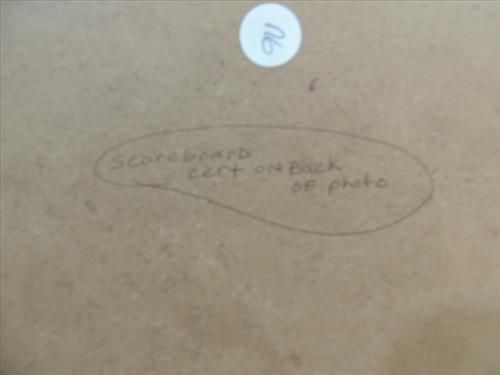 scoreboard
cert on Back
of photo